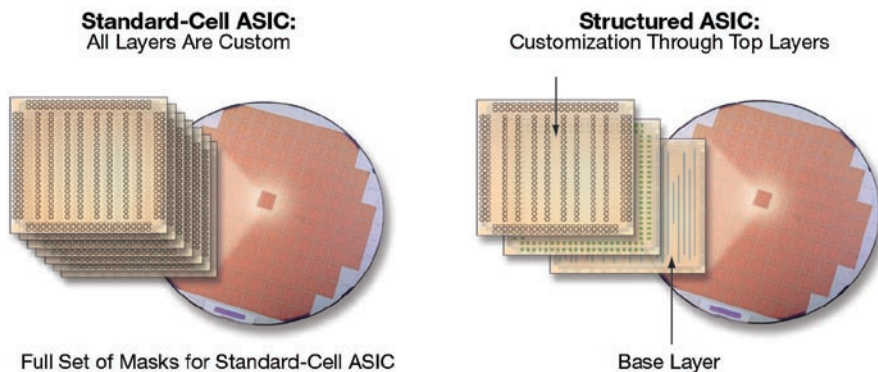 Standard-Cell ASIC:
All Layers Are Custom
Full Set of Masks for Standard-Cell ASIC
Structured ASIC:
Customization Through Top Layers
Base Layer